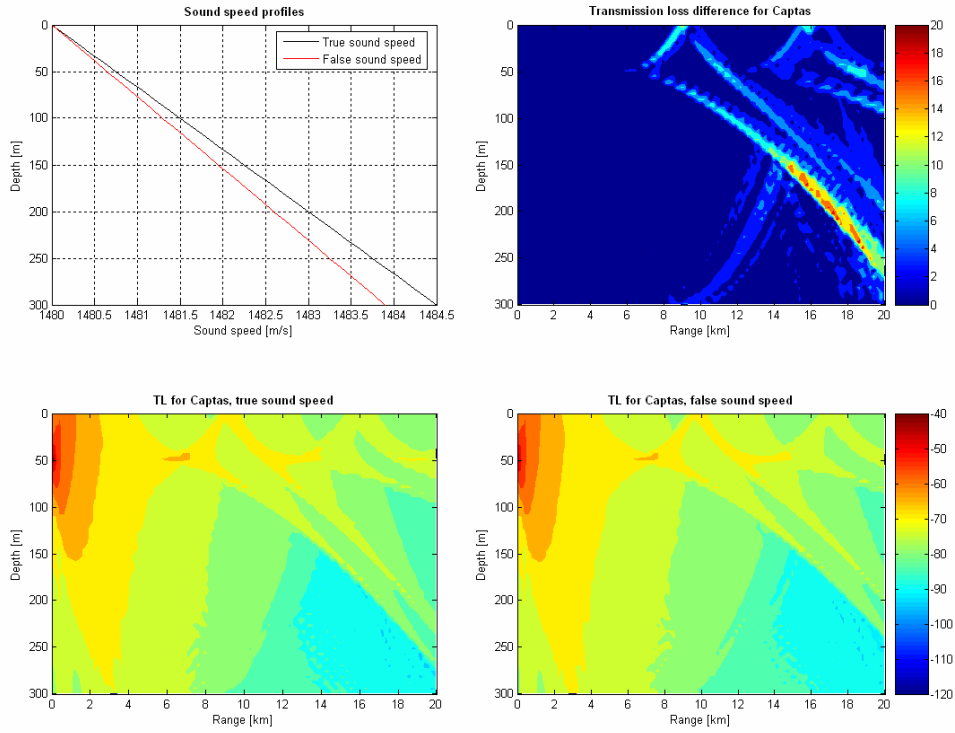 Sound speed profiles
0
50
100
150
200
250
300
Depth [m]
True sound speed
False sound speed
1480 1480.5 1481 1481.5 1482 1482.5 1483 1483.5 1484 1484.5
Sound speed [m/s]
Transmission loss difference for Captas
0
50
100
150
200
250
300
Depth [m]
0 2 4 6 8 10 12 14 16 18 20
Range [km]
20
18
16
14
12
10
8
6
4
2
0
TL for Captas, true sound speed
0
50
100
150
200
250
300
Depth [m]
0 2 4 6 8 10 12 14 16 18 20
Range [km]
TL for Captas, false sound speed
0
50
100
150
200
250
300
Depth [m]
0 2 4 6 8 10 12 14 16 18 20
Range [km]
-40
-50
-60
-70
-80
-90
-100
-110
-120